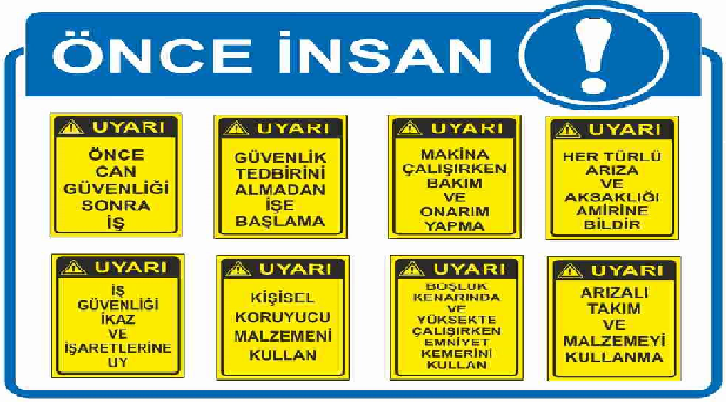 ÖNCE İNSAN !
UYARI
ÖNCE
CAN
GÜVENLİĞİ
SONRA
İŞ
UYARI
GÜVENLİK
TEDBİRİNİ
ALMADAN
İŞE
BAŞLAMA
UYARI
MAKİNA
ÇALIŞIRKEN
BAKIM
VE
ONARIM
YAPMA
UYARI
HER TÜRLÜ
ARIZA
VE
AKSAKLIĞI
AMİRİNE
BİLDİR
UYARI
İŞ
GÜVENLİĞİ
İKAZ
VE
İŞARETLERİNE
UY
UYARI
KİŞİSEL
KORUYUCU
MALZEMENİ
KULLAN
UYARI
BOŞLUK
KENARINDA
VE
YÜKSEKTE
ÇALIŞIRKEN
EMNİYET
KEMERİNİ
KULLAN
UYARI
ARIZALI
TAKIM
VE
MALZEMEYİ
KULLANMA